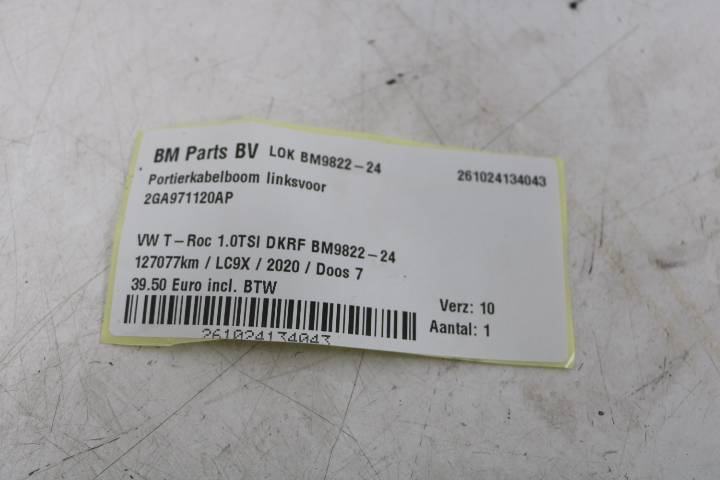 BM Parts BV LOK BM9822-24 261024134043
Portierkabelboom linksvoor
2GA971120AP
VW T-Roc 1.0TSI DKRF BM9822-24
127077km / LC9X / 2020 / Doos 7
39.50 Euro incl. BTW
Verz: 10
Aantal: 1
261024134043